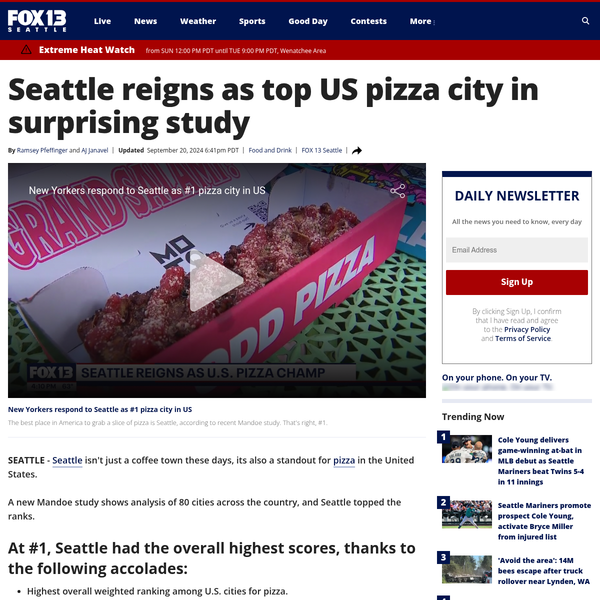 FOX 13
SEATTLE
Live News Weather Sports Good Day Contests More
Extreme Heat Watch from SUN 12:00 PM PDT until TUE 9:00 PM PDT, Wenatchee Area
Seattle reigns as top US pizza city in
surprising study
By Ramsey Pfeffinger and AJ Janavel | Updated September 20, 2024 6:41pm PDT | Food and Drink | FOX 13 Seattle |
New Yorkers respond to Seattle as #1 pizza city in US
GRAND SALAMI
MO
ODD PIZZA
FOX 13 SEATTLE REIGNS AS U.S. PIZZA CHAMP
New Yorkers respond to Seattle as #1 pizza city in US
The best place in America to grab a slice of pizza is Seattle, according to recent Mandoe study. That's right, #1.
SEATTLE - Seattle isn't just a coffee town these days, its also a standout for pizza in the United
States.
A new Mandoe study shows analysis of 80 cities across the country, and Seattle topped the
ranks.
At #1, Seattle had the overall highest scores, thanks to
the following accolades:
• Highest overall weighted ranking among U.S. cities for pizza.
DAILY NEWSLETTER
All the news you need to know, every day
Email Address
Sign Up
By clicking Sign Up, I confirm
that I have read and agree
to the Privacy Policy
and Terms of Service
On your phone. On your TV.
Trending Now
1
Cole Young delivers
game-winning at-bat in
MLB debut as Seattle
Mariners beat Twins 5-4
in 11 innings
2
Seattle Mariners promote
prospect Cole Young,
activate Bryce Miller
from injured list
3
'Avoid the area': 14M
bees escape after truck
rollover near Lynden, WA